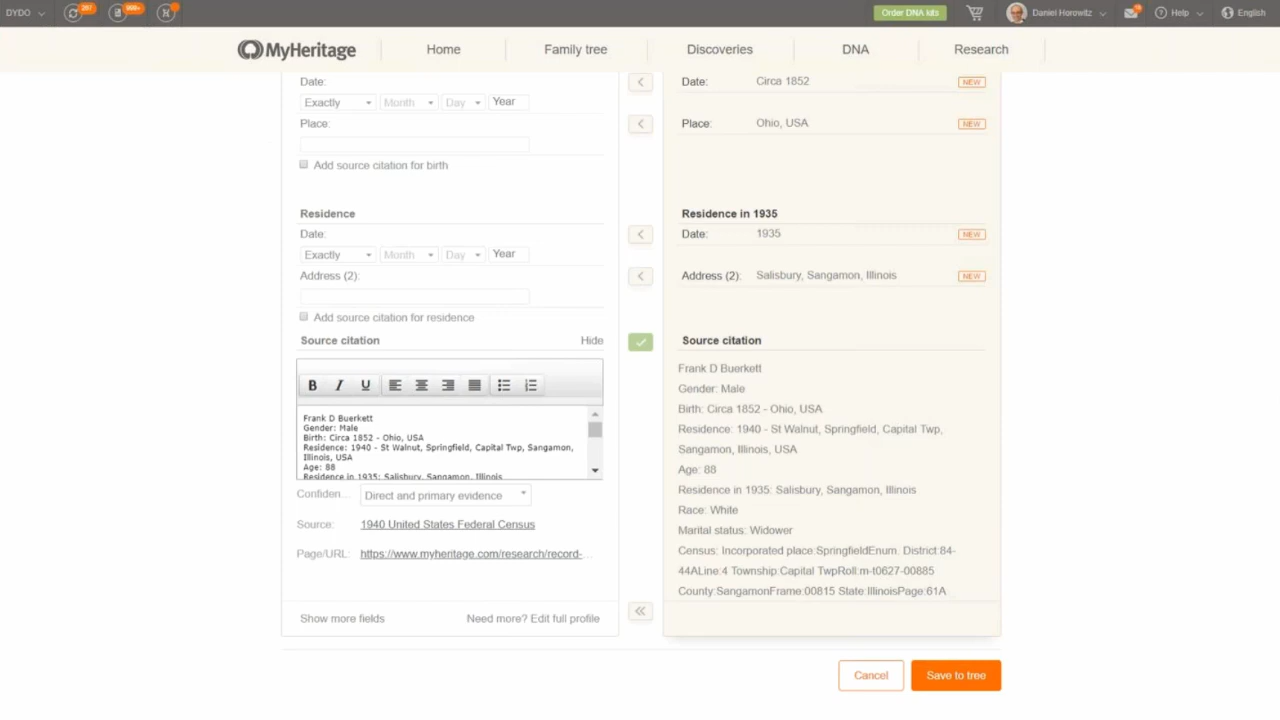 DYDO 297 999+ Order DNA kits Daniel Horowitz Help English
MyHeritage Home Family tree Discoveries DNA Research
Date: Date: Circa 1852 NEW
Exactly Month Day Year
Place: Place: Ohio, USA NEW
Add source citation for birth
Residence Residence in 1935
Date: Date: 1935 NEW
Exactly Month Day Year
Address (2): Address (2): Salisbury, Sangamon, Illinois NEW
Add source citation for residence
Source citation Hide
B I U
Frank D Buerkett
Gender: Male
Birth: Circa 1852 - Ohio, USA
Residence: 1940 - St Walnut, Springfield, Capital Twp, Sangamon,
Illinois, USA
Age: 88
Residence in 1935: Salisbury, Sangamon, Illinois
Confiden... Direct and primary evidence
Source: 1940 United States Federal Census
Page/URL: https://www.myheritage.com/research/record-...
Show more fields Need more? Edit full profile
Source citation
Frank D Buerkett
Gender: Male
Birth: Circa 1852 - Ohio, USA
Residence: 1940 - St Walnut, Springfield, Capital Twp,
Sangamon, Illinois, USA
Age: 88
Residence in 1935: Salisbury, Sangamon, Illinois
Race: White
Marital status: Widower
Census: Incorporated place:SpringfieldEnum. District:84-
44ALine:4 Township:Capital TwpRoll:m-t0627-00885
County:SangamonFrame:00815 State:IllinoisPage:61A
Cancel Save to tree